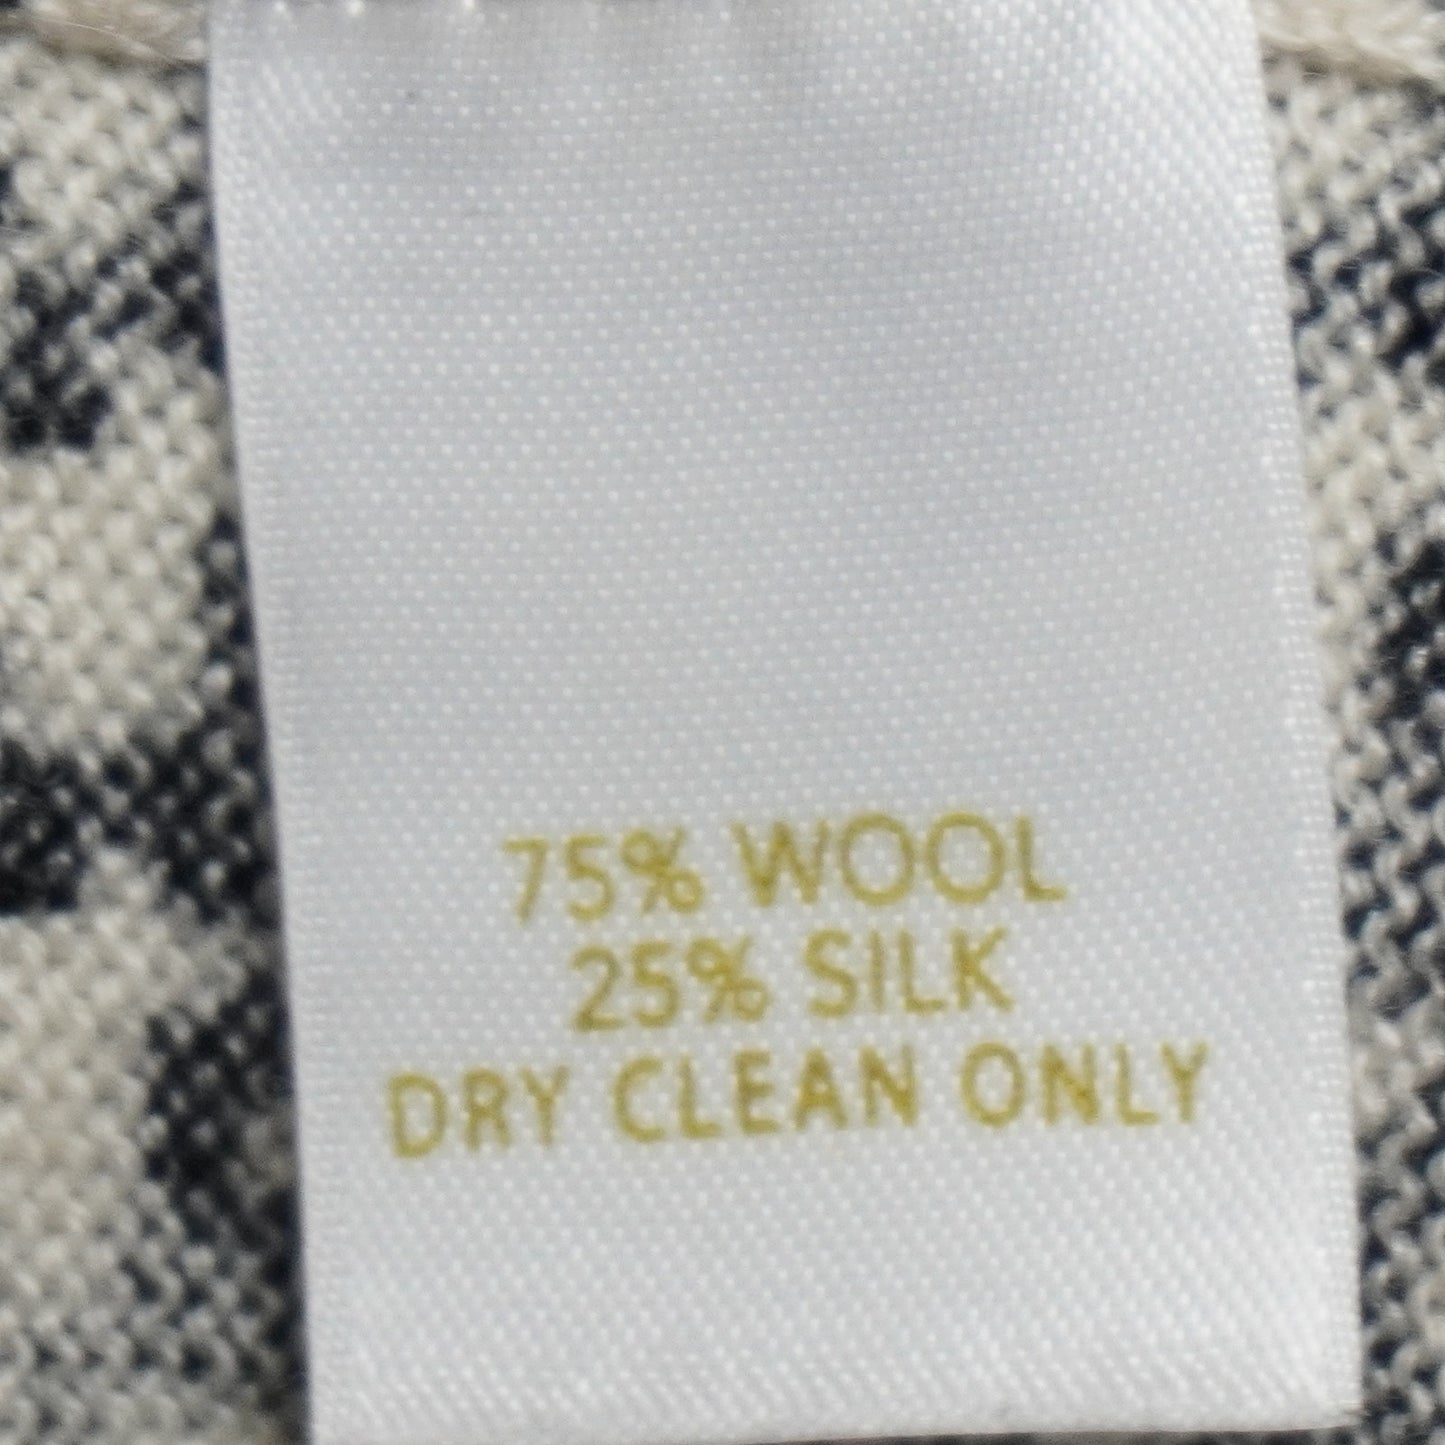 75% WOOL
25% SILK
DRY CLEAN ONLY